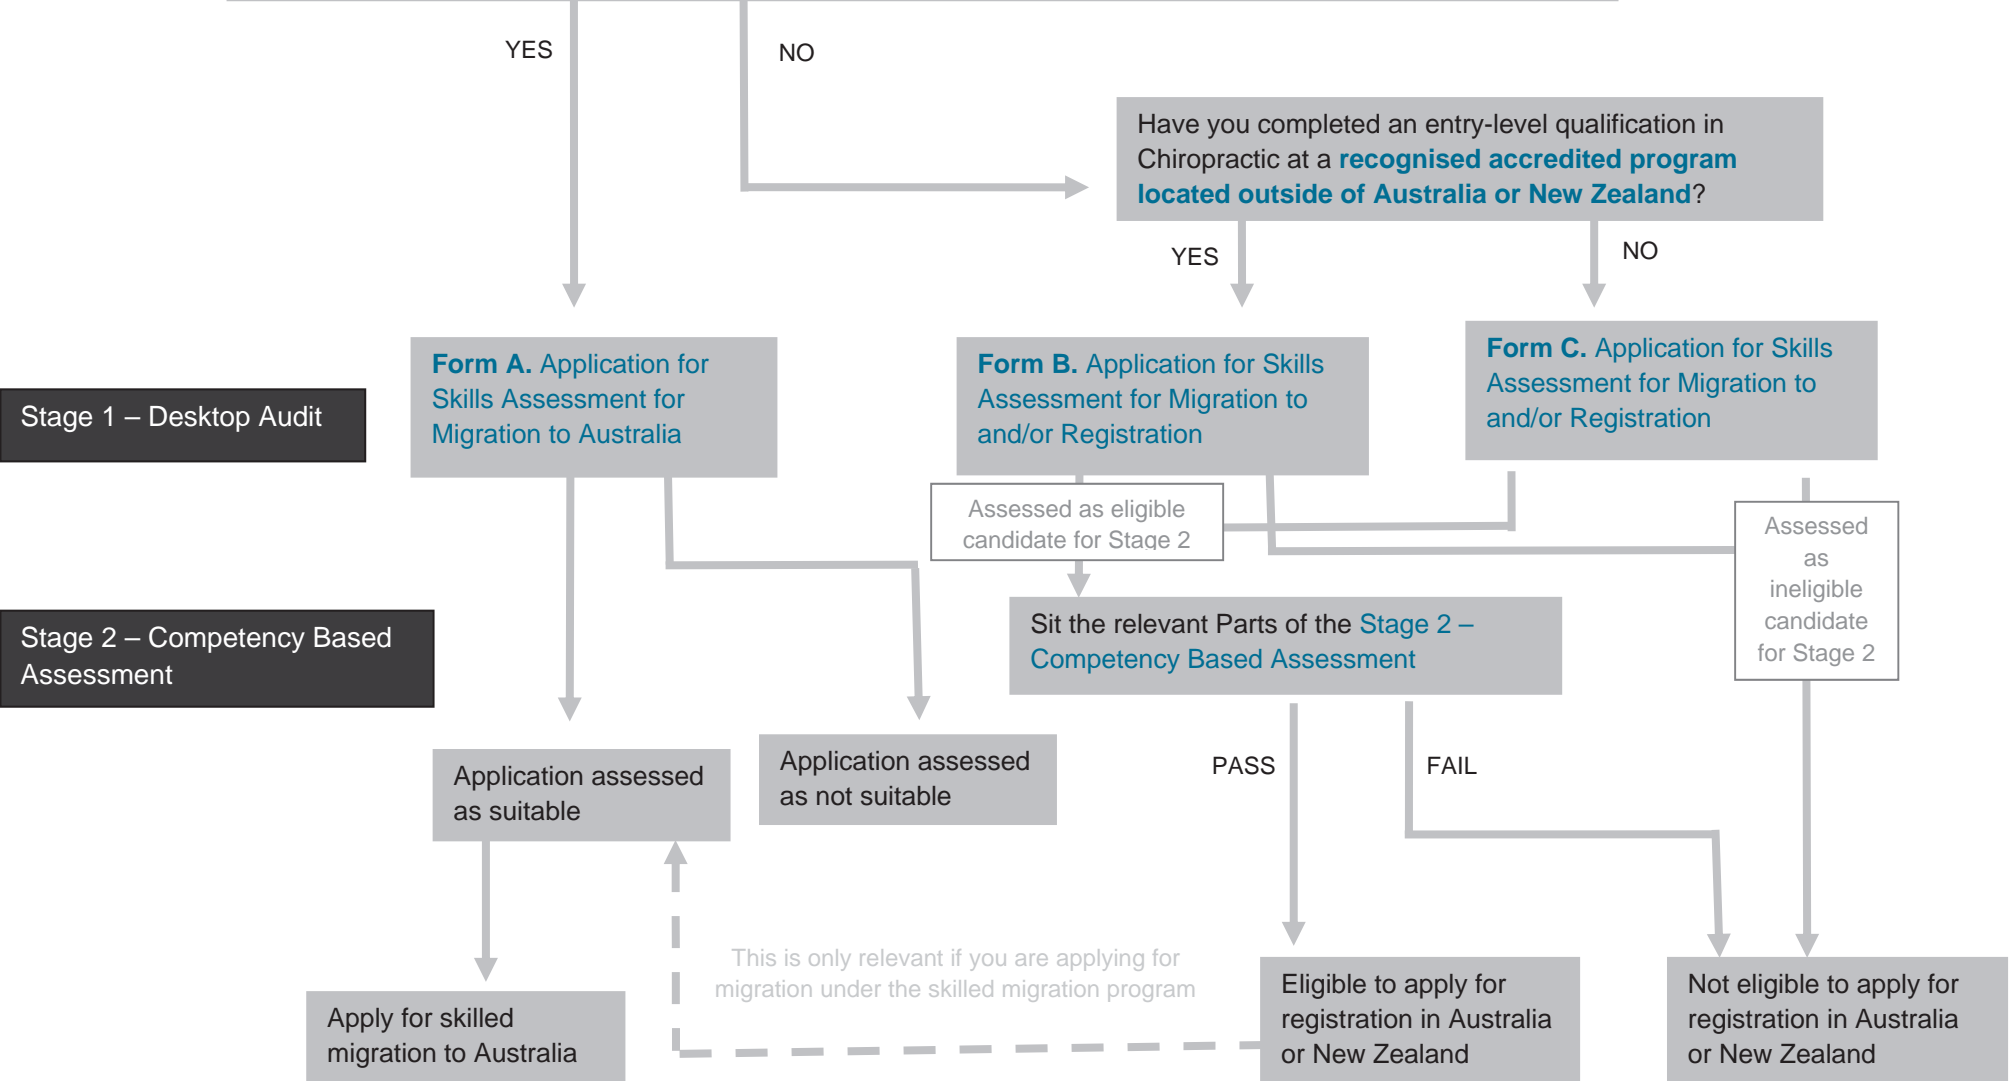 YES
NO
Have you completed an entry-level qualification in
Chiropractic at a recognised accredited program
located outside of Australia or New Zealand?
YES
NO
Form A. Application for
Skills Assessment for
Migration to Australia
Form B. Application for Skills
Assessment for Migration to
and/or Registration
Form C. Application for Skills
Assessment for Migration to
and/or Registration
Stage 1 – Desktop Audit
Assessed as eligible
candidate for Stage 2
Assessed
as
ineligible
candidate
for Stage 2
Stage 2 – Competency Based
Assessment
Sit the relevant Parts of the Stage 2 –
Competency Based Assessment
Application assessed
as suitable
Application assessed
as not suitable
PASS
FAIL
This is only relevant if you are applying for
migration under the skilled migration program
Apply for skilled
migration to Australia
Eligible to apply for
registration in Australia
or New Zealand
Not eligible to apply for
registration in Australia
or New Zealand